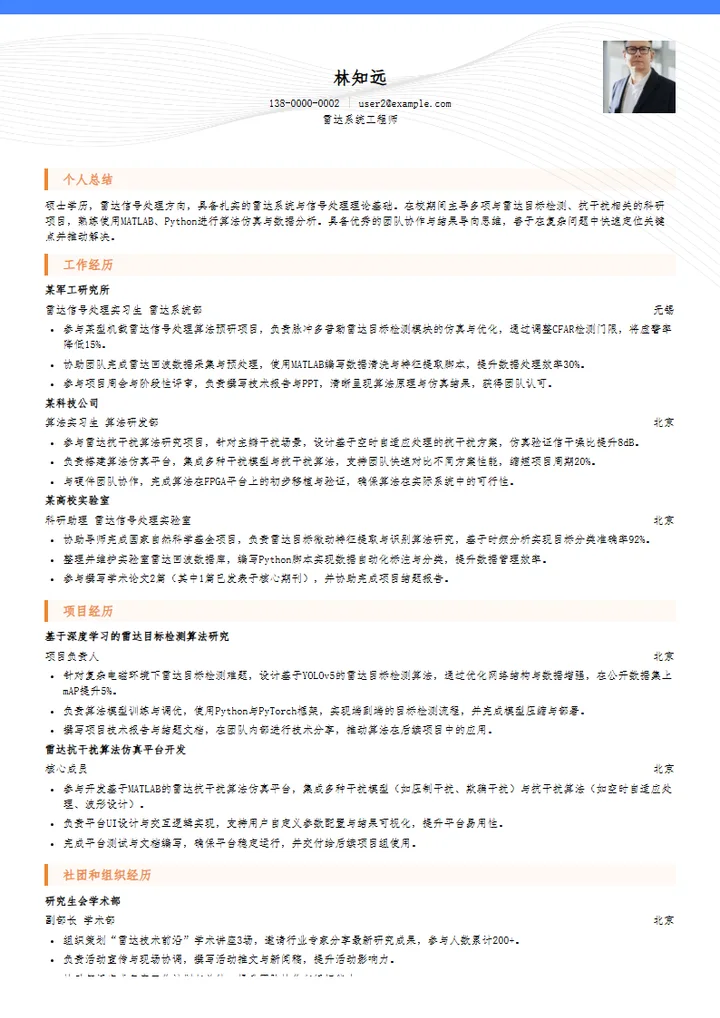 林知远
138-0000-0002 | user2@example.com
雷达系统工程师
个人总结
硕士学历，雷达信号处理方向，具备扎实的雷达系统与信号处理理论基础。在校期间主导多项与雷达目标检测、抗干扰相关的科研
项目，熟练使用MATLAB、Python进行算法仿真与数据分析。具备优秀的团队协作与结果导向思维，善于在复杂问题中快速定位关键
点并推动解决。
工作经历
某军工研究所
雷达信号处理实习生 雷达系统部 无锡
• 参与某型机载雷达信号处理算法预研项目，负责脉冲多普勒雷达目标检测模块的仿真与优化，通过调整CFAR检测门限，将虚警率
降低15%。
• 协助团队完成雷达回波数据采集与预处理，使用MATLAB编写数据清洗与特征提取脚本，提升数据处理效率30%。
• 参与项目周会与阶段性评审，负责撰写技术报告与PPT，清晰呈现算法原理与仿真结果，获得团队认可。
某科技公司
算法实习生 算法研发部 北京
• 参与雷达抗干扰算法研究项目，针对主瓣干扰场景，设计基于空时自适应处理的抗干扰方案，仿真验证信干噪比提升8dB。
• 负责搭建算法仿真平台，集成多种干扰模型与抗干扰算法，支持团队快速对比不同方案性能，缩短项目周期20%。
• 与硬件团队协作，完成算法在FPGA平台上的初步移植与验证，确保算法在实际系统中的可行性。
某高校实验室
科研助理 雷达信号处理实验室 北京
• 协助导师完成国家自然科学基金项目，负责雷达目标微动特征提取与识别算法研究，基于时频分析实现目标分类准确率92%。
• 整理并维护实验室雷达回波数据库，编写Python脚本实现数据自动化标注与分类，提升数据管理效率。
• 参与撰写学术论文2篇（其中1篇已发表于核心期刊），并协助完成项目结题报告。
项目经历
基于深度学习的雷达目标检测算法研究
项目负责人 北京
• 针对复杂电磁环境下雷达目标检测难题，设计基于YOLOv5的雷达目标检测算法，通过优化网络结构与数据增强，在公开数据集上
mAP提升5%。
• 负责算法模型训练与调优，使用Python与PyTorch框架，实现端到端的目标检测流程，并完成模型压缩与部署。
• 撰写项目技术报告与结题文档，在团队内部进行技术分享，推动算法在后续项目中的应用。
雷达抗干扰算法仿真平台开发
核心成员 北京
• 参与开发基于MATLAB的雷达抗干扰算法仿真平台，集成多种干扰模型（如压制干扰、欺骗干扰）与抗干扰算法（如空时自适应处
理、波形设计）。
• 负责平台UI设计与交互逻辑实现，支持用户自定义参数配置与结果可视化，提升平台易用性。
• 完成平台测试与文档编写，确保平台稳定运行，并交付给后续项目组使用。
社团和组织经历
研究生会学术部
副部长 学术部 北京
• 组织策划“雷达技术前沿”学术讲座3场，邀请行业专家分享最新研究成果，参与人数累计200+。
• 负责活动宣传与现场协调，撰写活动推文与新闻稿，提升活动影响力。